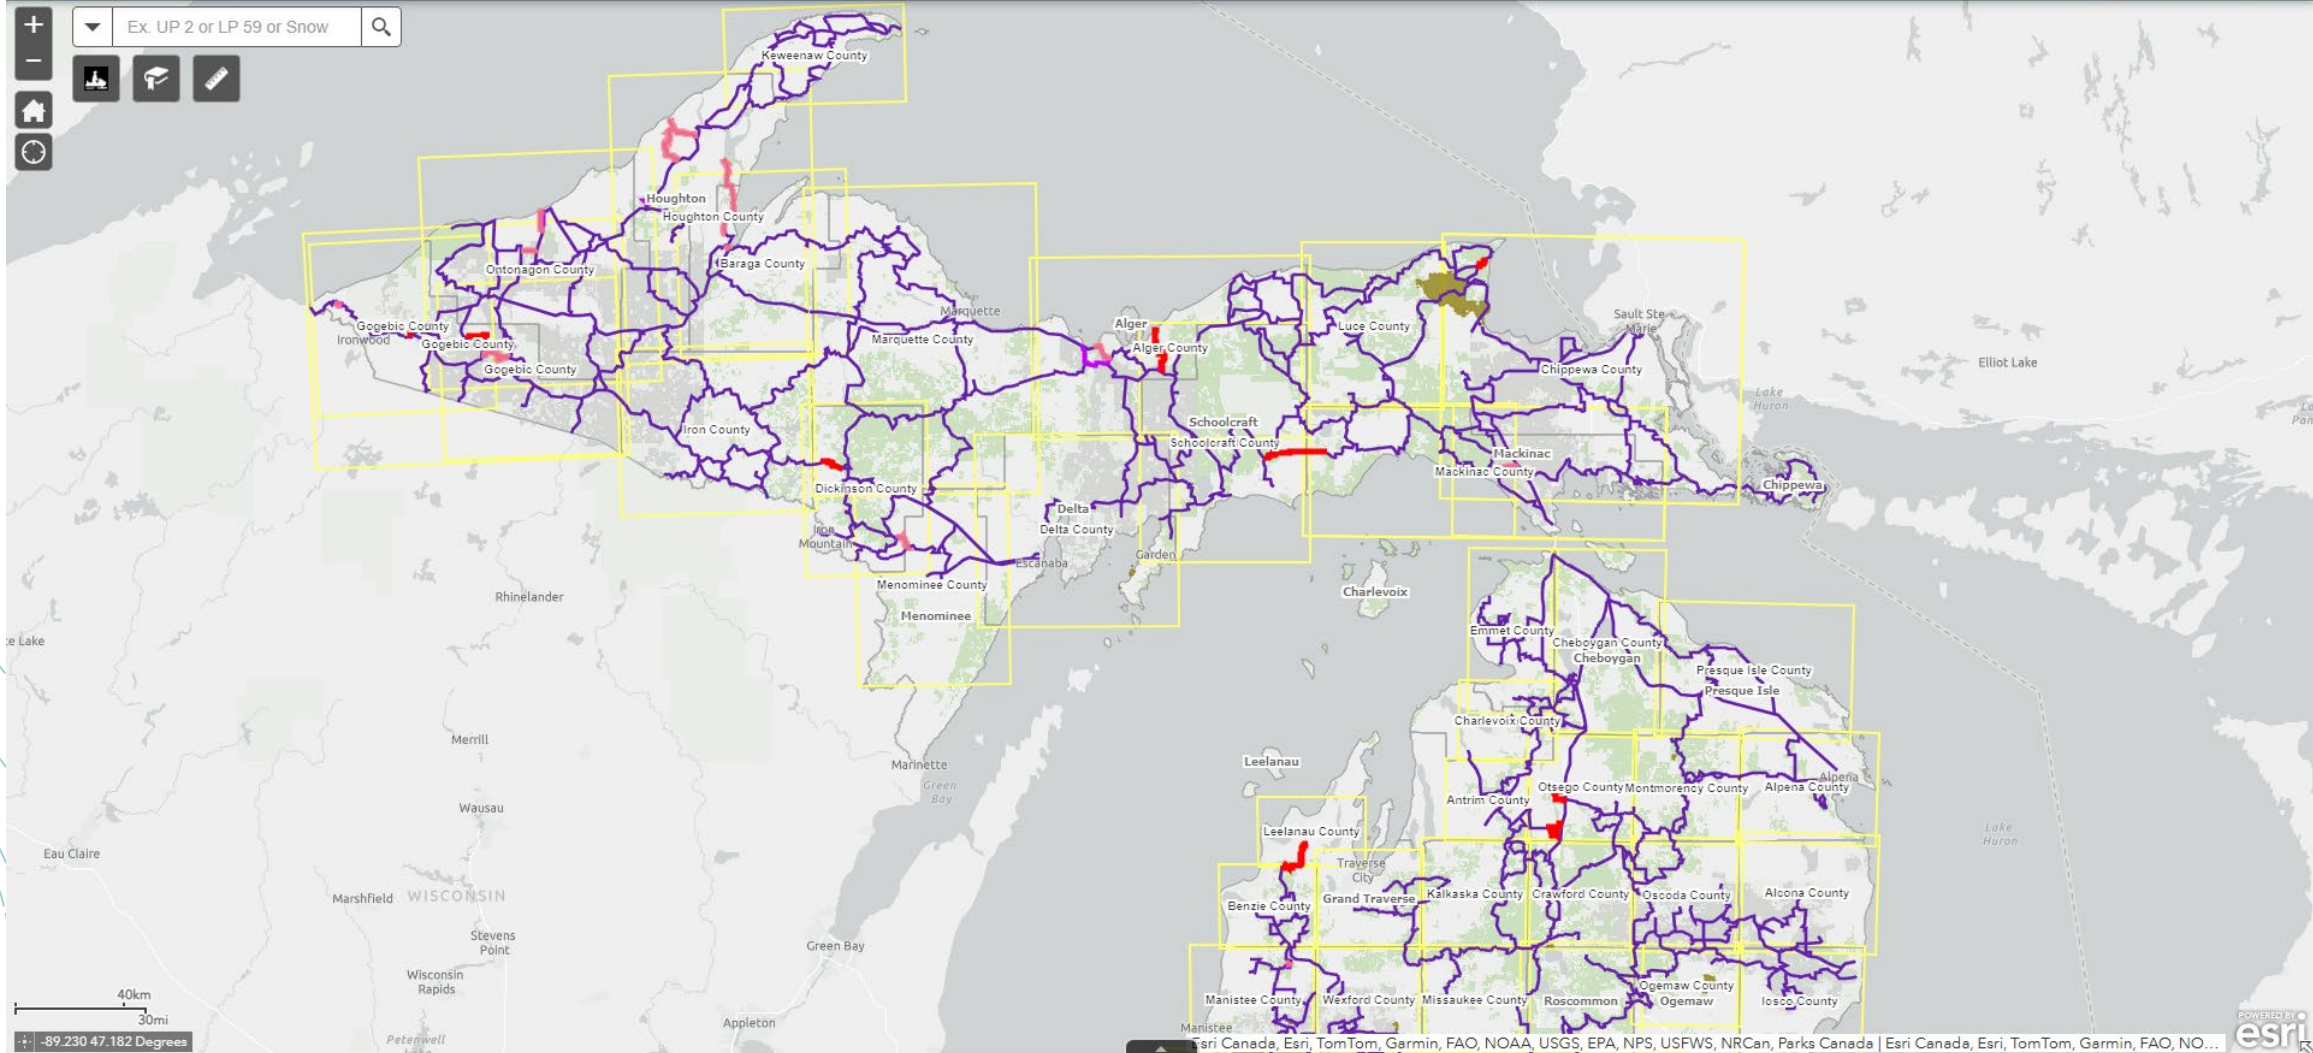 +
Ex. UP 2 or LP 59 or Snow
−
Keweenaw County
Houghton
Houghton County
Baraga County
Ontonagon County
Marquette
Gogebic County
Ironwood
Gogebic County
Gogebic County
Marquette County
Alger
Alger County
Luce County
Sault Ste
Marie
Chippewa County
Elliot Lake
Lake
Huron
Iron County
Schoolcraft
Schoolcraft County
Mackinac
Mackinac County
Chippewa
Dickinson County
Delta
Delta County
Iron
Mountain
Escanaba
Garden
Menominee County
Menominee
Charlevoix
Rhinelander
ce Lake
Emmet County
Cheboygan County
Cheboygan
Presque Isle County
Presque Isle
Charlevoix County
Merrill
Marinette
Leelanau
Green
Bay
Alpena
Antrim County
Otsego County
Montmorency County
Alpena County
Wausau
Leelanau County
Lake
Huron
Eau Claire
Traverse
City
Marshfield
WISCONSIN
Benzie County
Grand Traverse
Kalkaska County
Crawford County
Oscoda County
Alcona County
Stevens
Point
Green Bay
Wisconsin
Rapids
Ogemaw County
Manistee County
Wexford County
Missaukee County
Roscommon
Ogemaw
Iosco County
40km
30mi
Appleton
Manistee
Petenwell
-89.230 47.182 Degrees
Esri Canada, Esri, TomTom, Garmin, FAO, NOAA, USGS, EPA, NPS, USFWS, NRCan, Parks Canada | Esri Canada, Esri, TomTom, Garmin, FAO, NO...
POWERED BY
esri